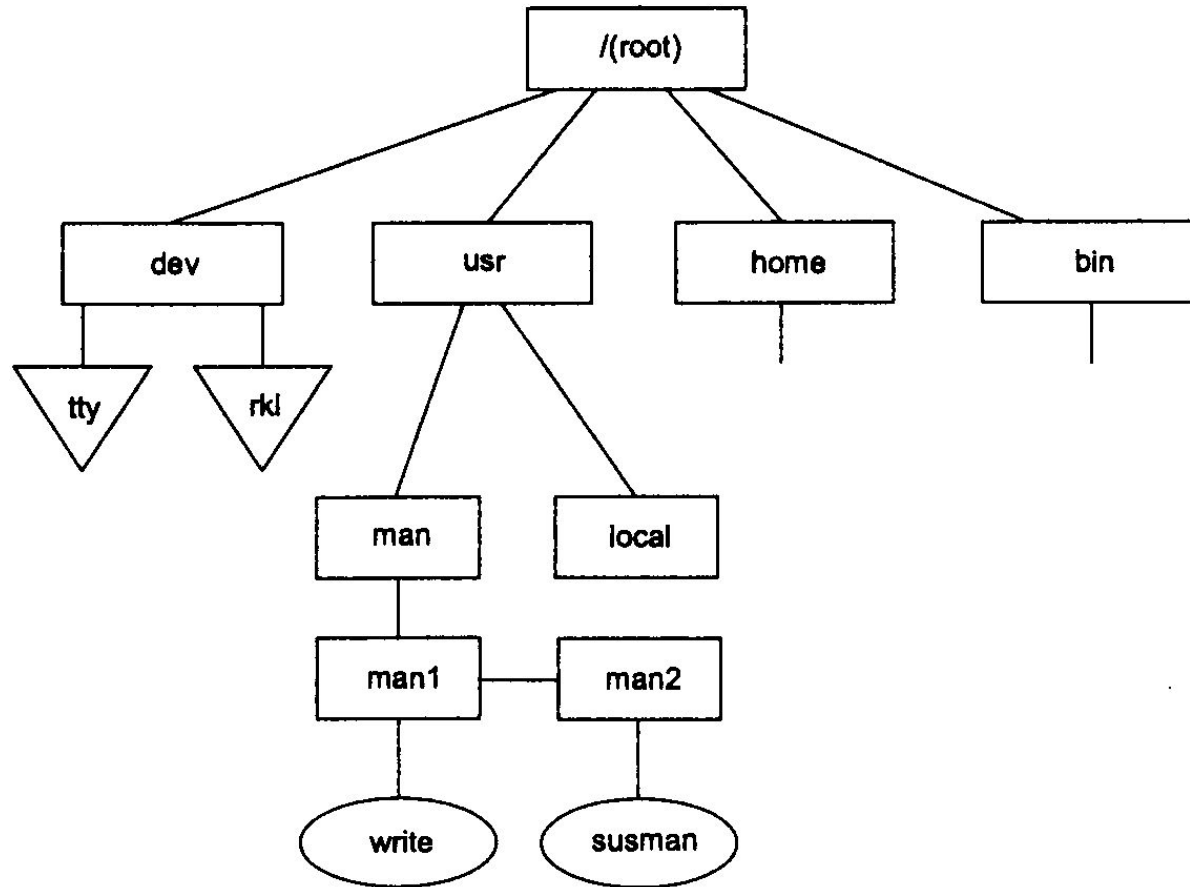 /(root)
dev
usr
home
bin
tty
rkl
man
local
man1
man2
write
susman